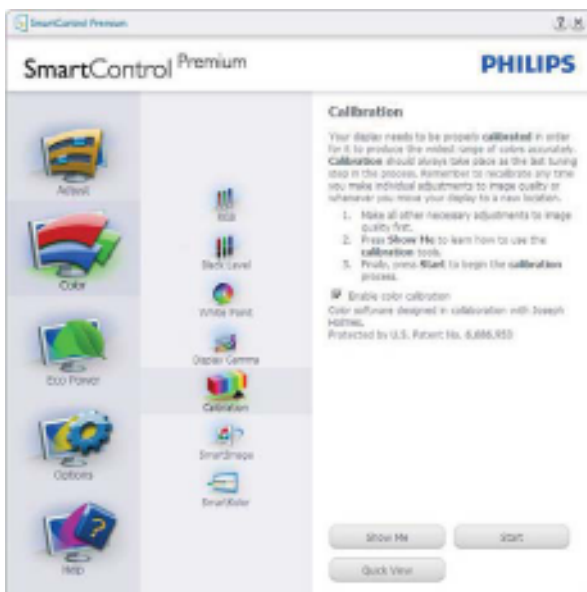 SmartControl Premium
SmartControl Premium
PHILIPS
Adjust
Color
Eco Power
Options
Help
RGB
Black Level
White Point
Display Gamma
Calibration
SmartImage
SmartKolor
Calibration
Your display needs to be properly calibrated in order
for it to produce the widest range of colors accurately.
Calibration should always take place as the last tuning
step in the process. Remember to recalibrate any time
you make individual adjustments to image quality or
whenever you move your display to a new location.
1. Make all other necessary adjustments to image
quality first.
2. Press Show Me to learn how to use the
calibration tools.
3. Finally, press Start to begin the calibration
process.
Enable color calibration
Color software designed in collaboration with Joseph
Holmes.
Protected by U.S. Patent No. 6,686,953
Show Me
Start
Quick View